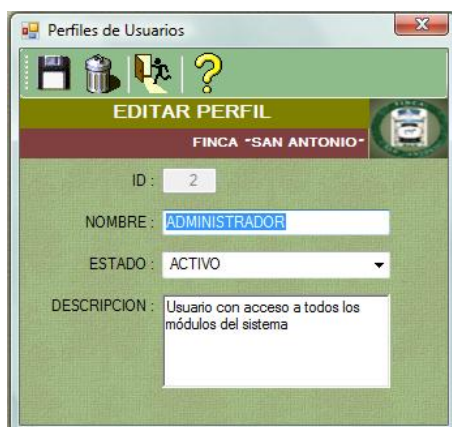 Perfiles de Usuarios
EDITAR PERFIL
FINCA "SAN ANTONIO"
ID :
2
NOMBRE :
ADMINISTRADOR
ESTADO :
ACTIVO
DESCRIPCION :
Usuario con acceso a todos los
módulos del sistema